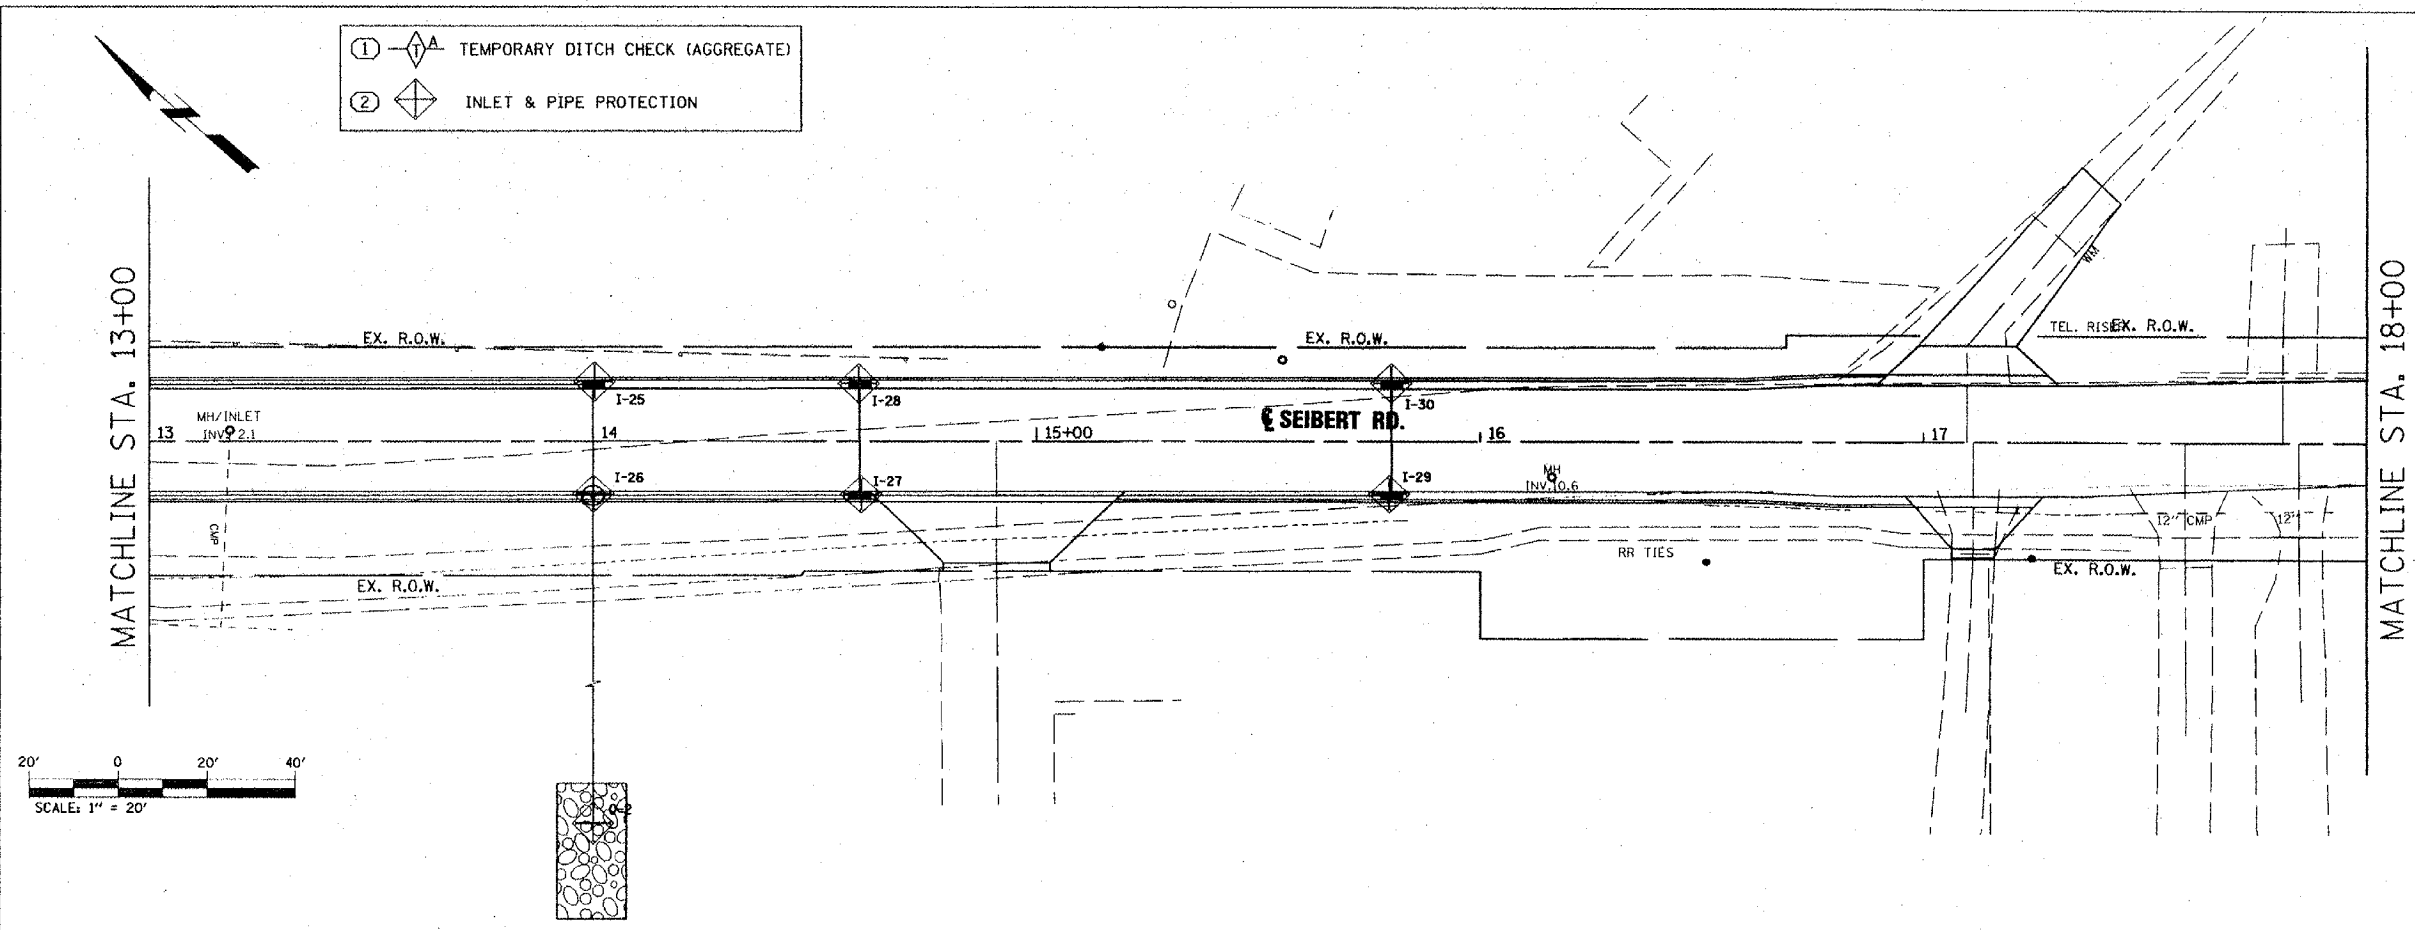 1 T A TEMPORARY DITCH CHECK (AGGREGATE)
2 INLET & PIPE PROTECTION
MATCHLINE STA. 13+00
MATCHLINE STA. 18+00
WM
EX. R.O.W.
EX. R.O.W.
TEL. RISER
EX. R.O.W.
I-25
I-28
I-30
MH/INLET
℄ SEIBERT RD.
13
14
15+00
16
17
I-26
I-27
I-29
MH
INV.10.6
CMP
12" CMP
12"
RR TIES
EX. R.O.W.
EX. R.O.W.
20' 0 20' 40'
SCALE: 1" = 20'